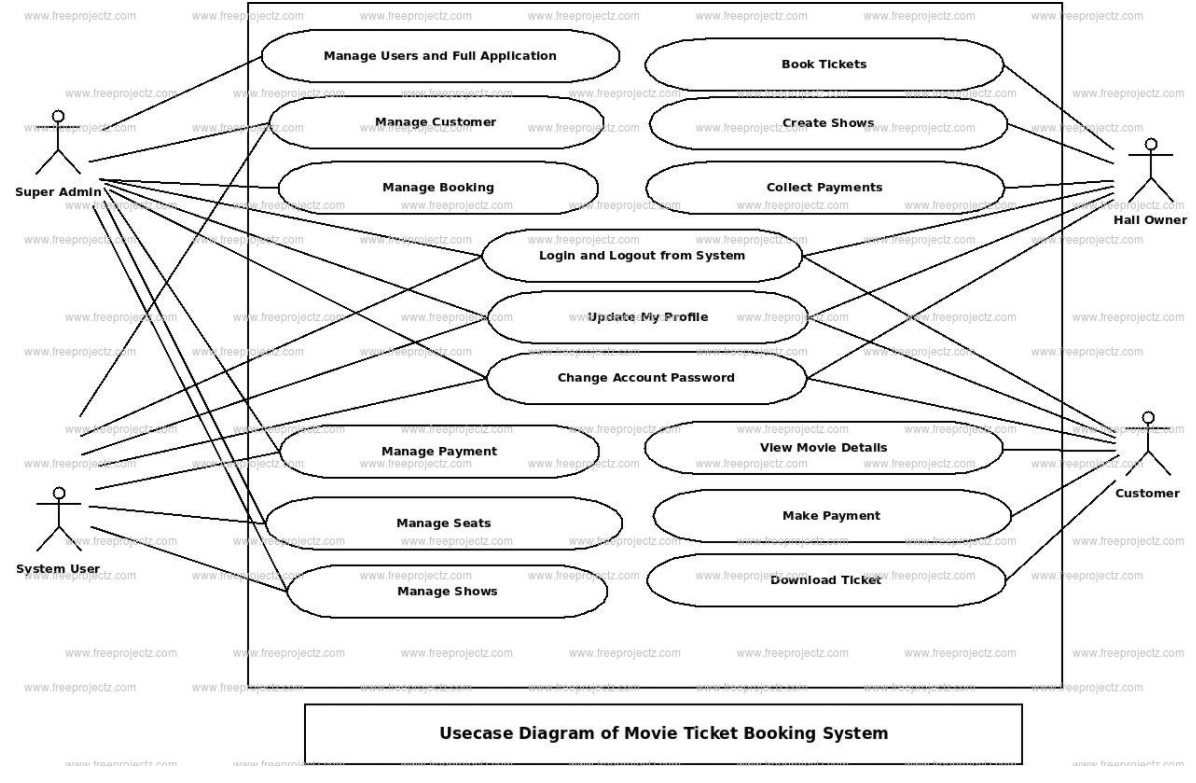 Manage Users and Full Application
Book Tickets
Manage Customer
Create Shows
Manage Booking
Collect Payments
Super Admin
Hall Owner
Login and Logout from System
Update My Profile
Change Account Password
Manage Payment
View Movie Details
Customer
Manage Seats
Make Payment
System User
Download Ticket
Manage Shows
Usecase Diagram of Movie Ticket Booking System
www.freeprojectz.com